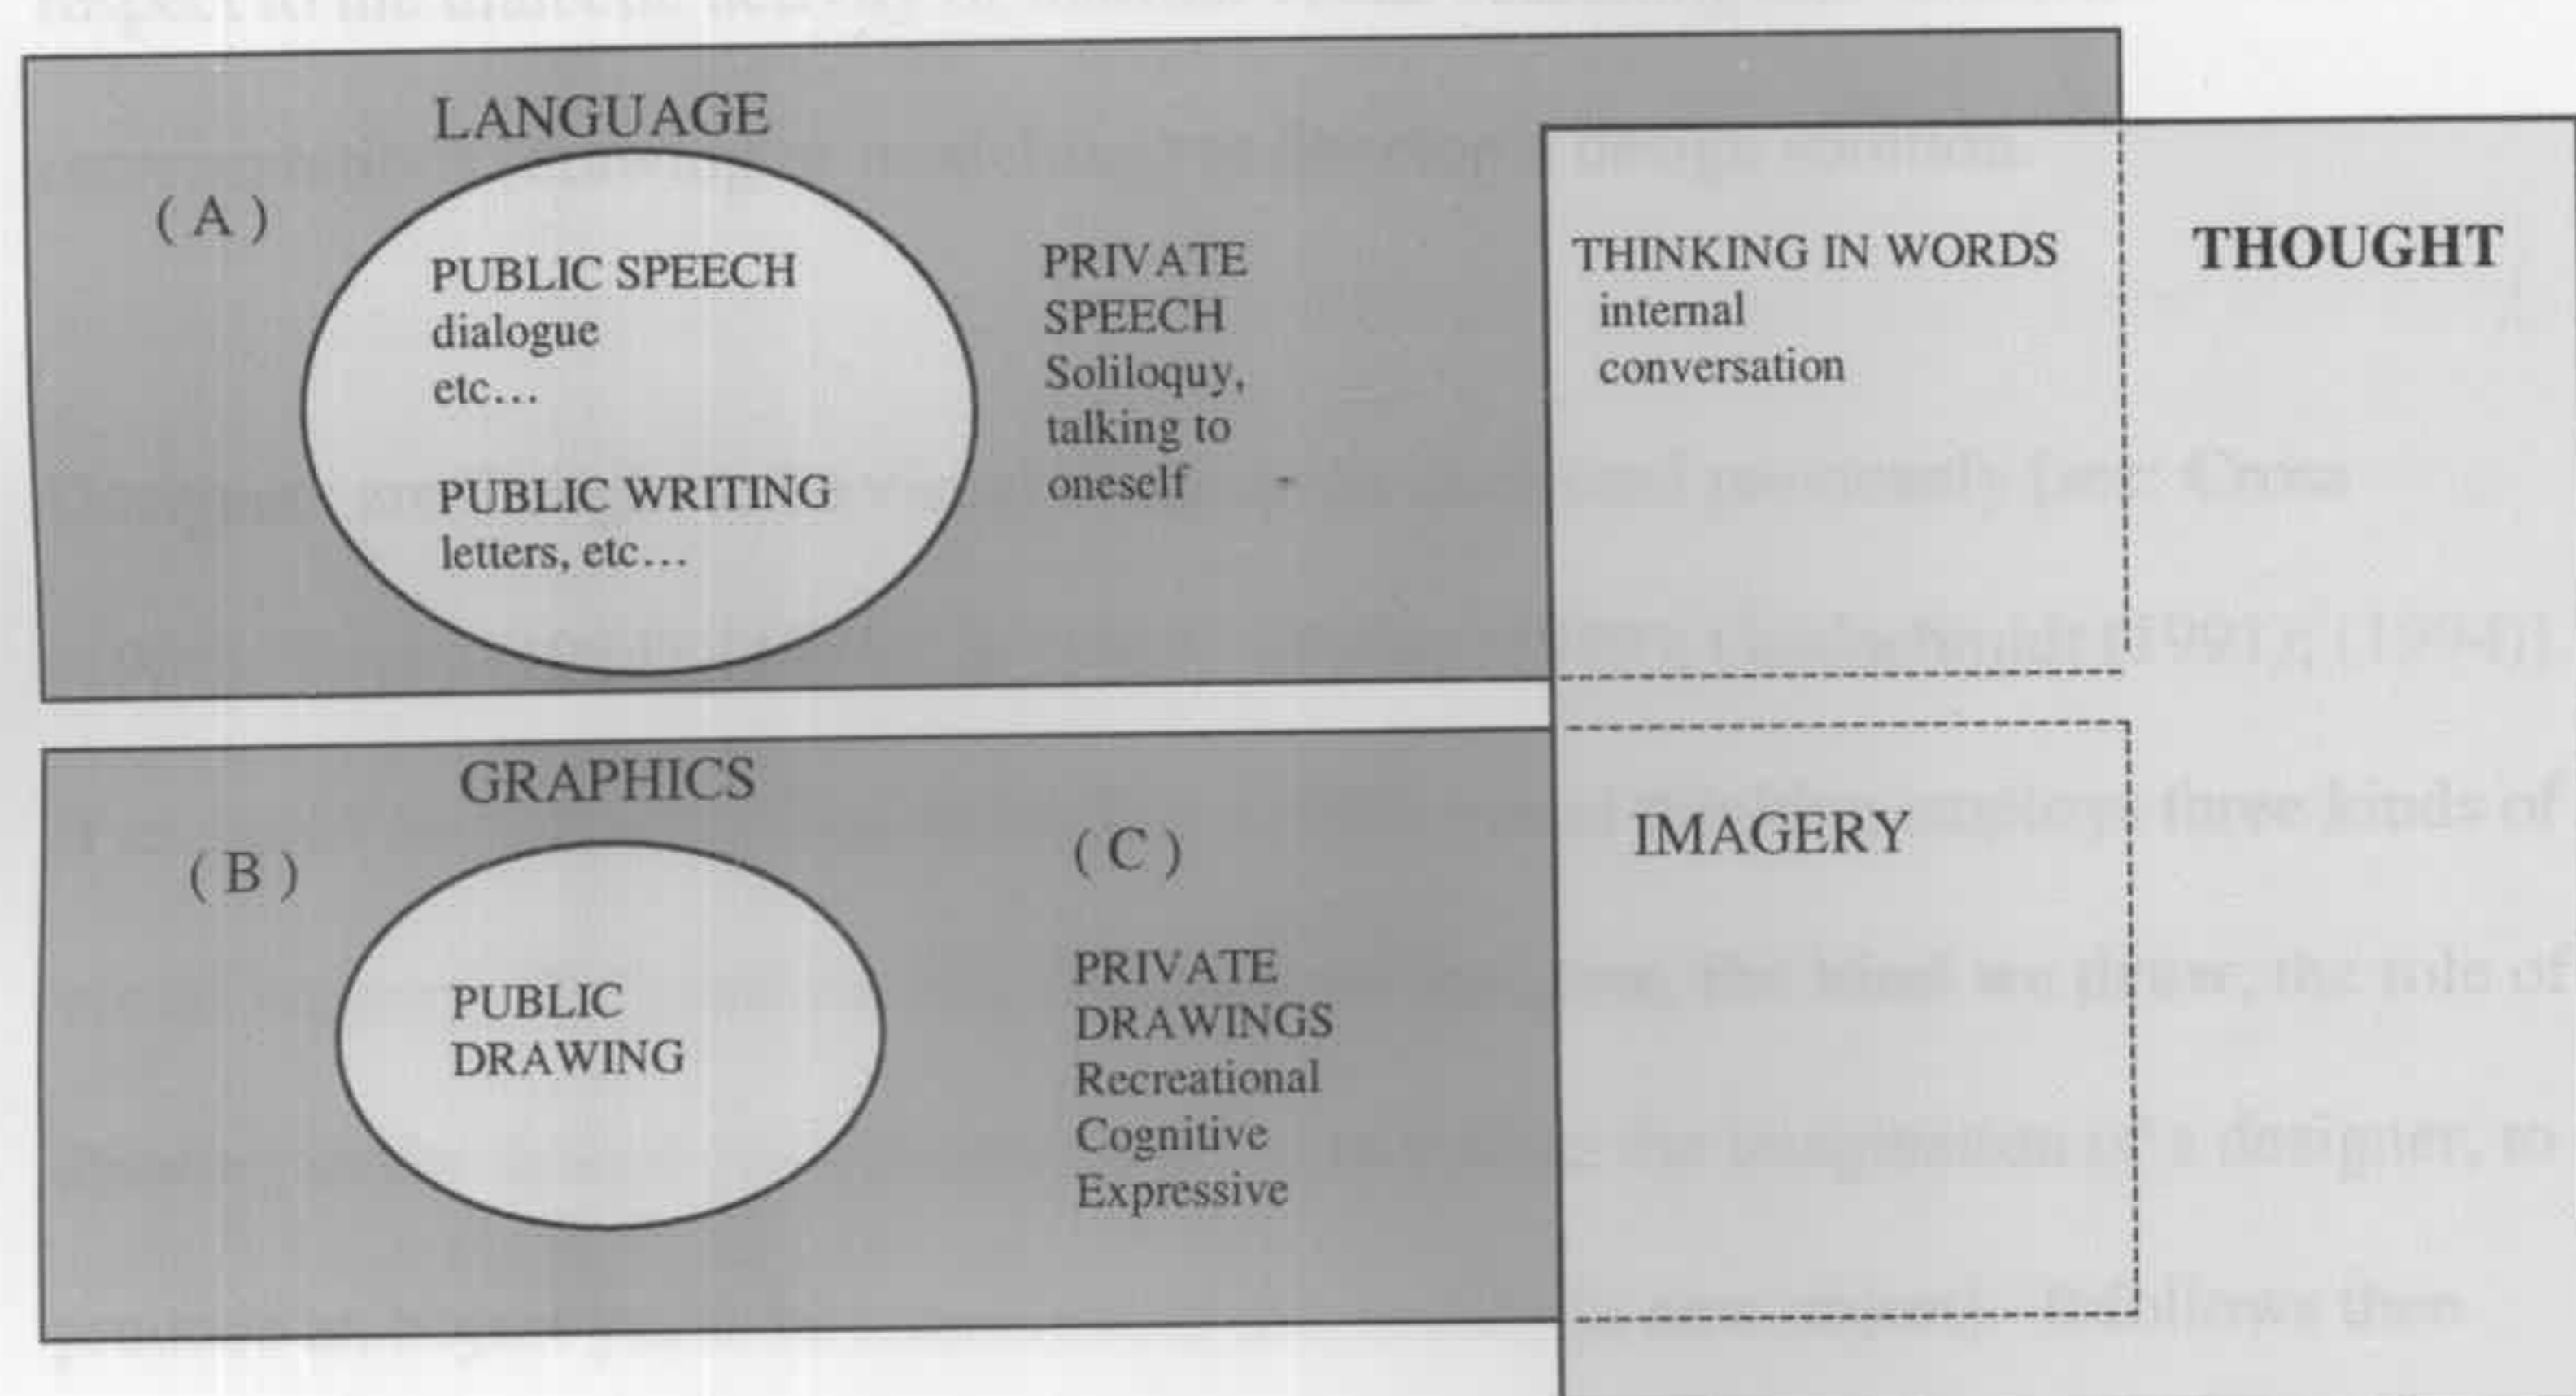 LANGUAGE
( A )
PUBLIC SPEECH
dialogue
etc...
PUBLIC WRITING
letters, etc...
PRIVATE
SPEECH
Soliloquy,
talking to
oneself
THINKING IN WORDS
internal
conversation
THOUGHT
GRAPHICS
( B )
PUBLIC
DRAWING
( C )
PRIVATE
DRAWINGS
Recreational
Cognitive
Expressive
IMAGERY